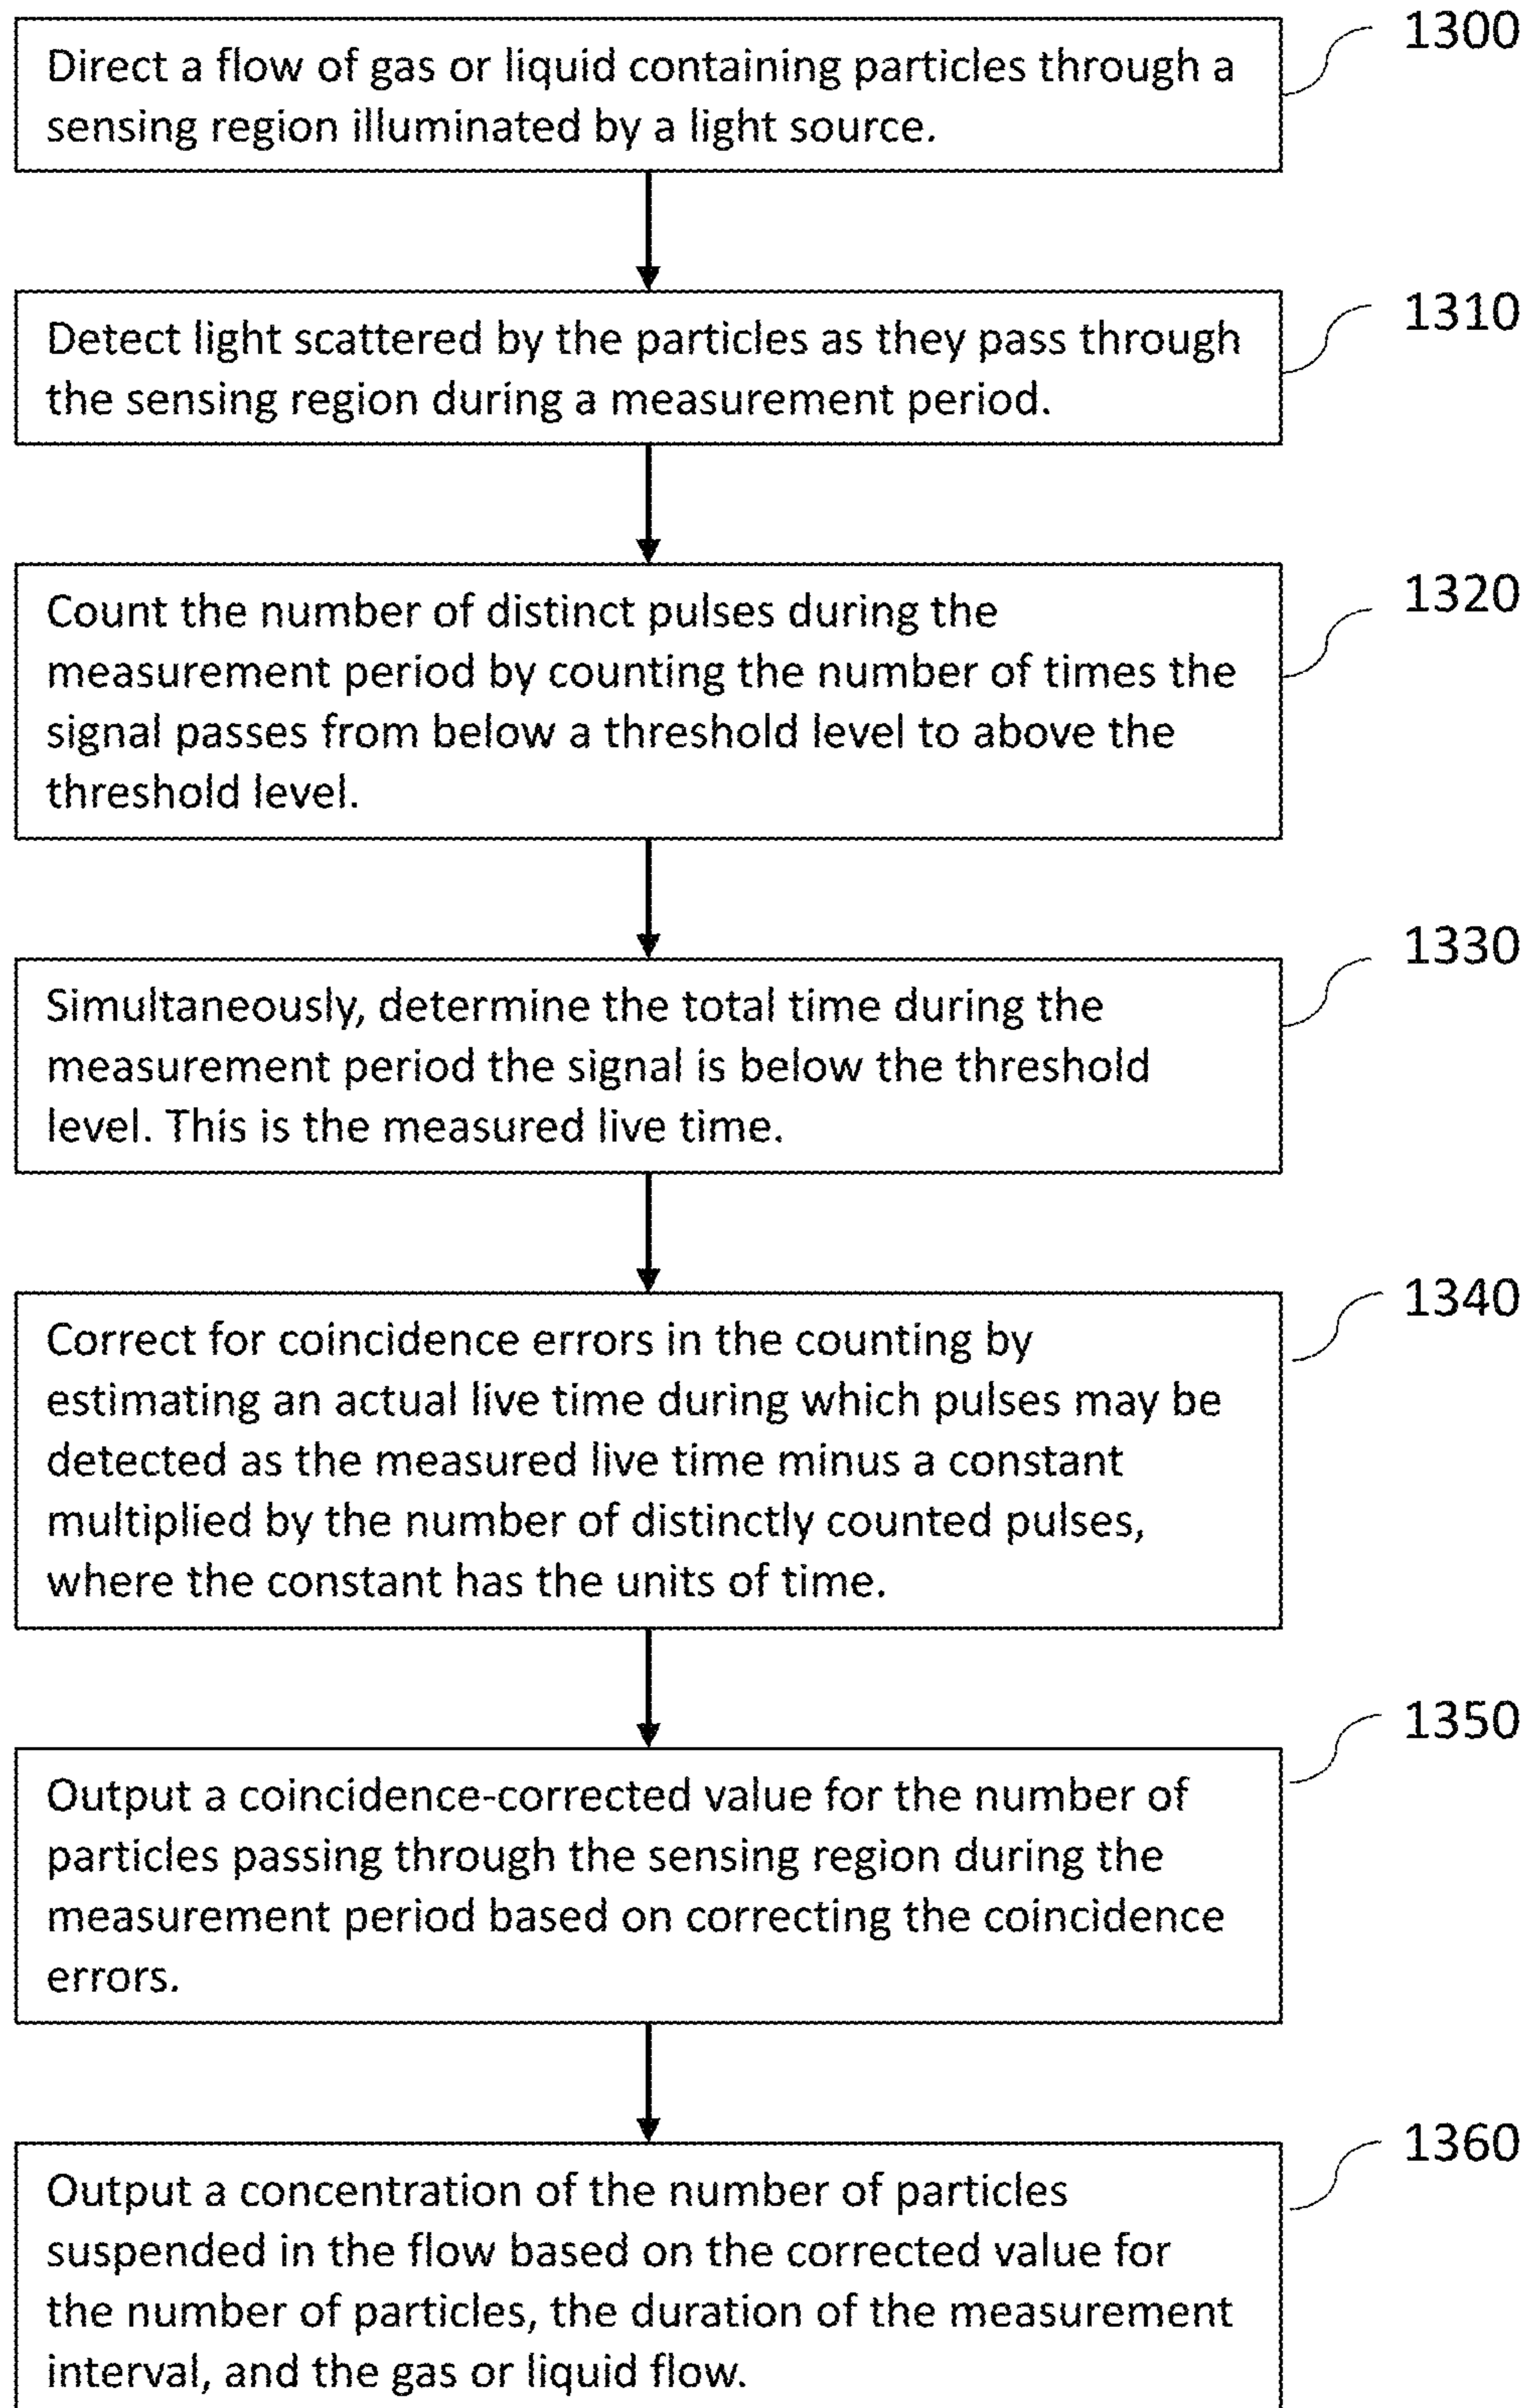 1300
Direct a flow of gas or liquid containing particles through a
sensing region illuminated by a light source.
1310
Detect light scattered by the particles as they pass through
the sensing region during a measurement period.
1320
Count the number of distinct pulses during the
measurement period by counting the number of times the
signal passes from below a threshold level to above the
threshold level.
1330
Simultaneously, determine the total time during the
measurement period the signal is below the threshold
level. This is the measured live time.
1340
Correct for coincidence errors in the counting by
estimating an actual live time during which pulses may be
detected as the measured live time minus a constant
multiplied by the number of distinctly counted pulses,
where the constant has the units of time.
1350
Output a coincidence-corrected value for the number of
particles passing through the sensing region during the
measurement period based on correcting the coincidence
errors.
1360
Output a concentration of the number of particles
suspended in the flow based on the corrected value for
the number of particles, the duration of the measurement
interval, and the gas or liquid flow.